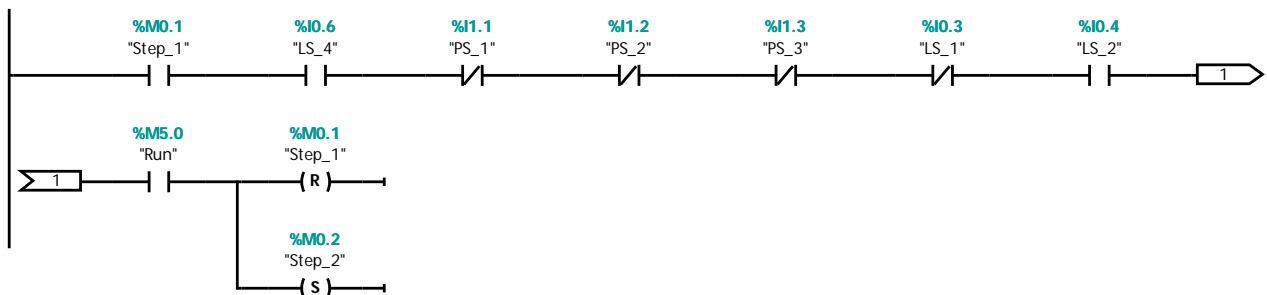 %M0.1 %I0.6 %I1.1 %I1.2 %I1.3 %I0.3 %I0.4
"Step_1" "LS_4" "PS_1" "PS_2" "PS_3" "LS_1" "LS_2"
1
%M5.0 %M0.1
"Run" "Step_1"
1 R
%M0.2
"Step_2"
S